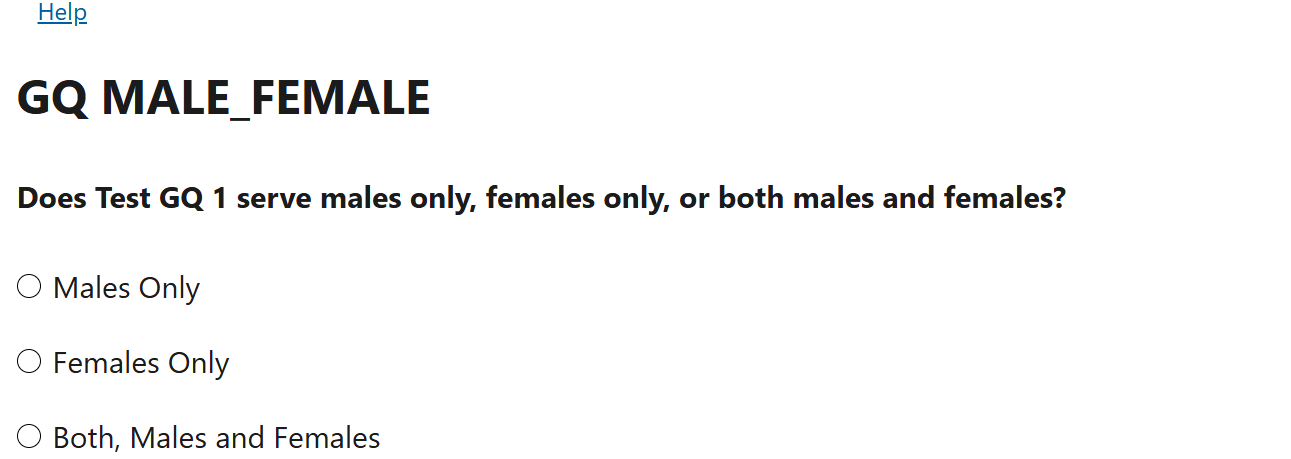 Help
GQ MALE_FEMALE
Does Test GQ 1 serve males only, females only, or both males and females?
Males Only
Females Only
Both, Males and Females